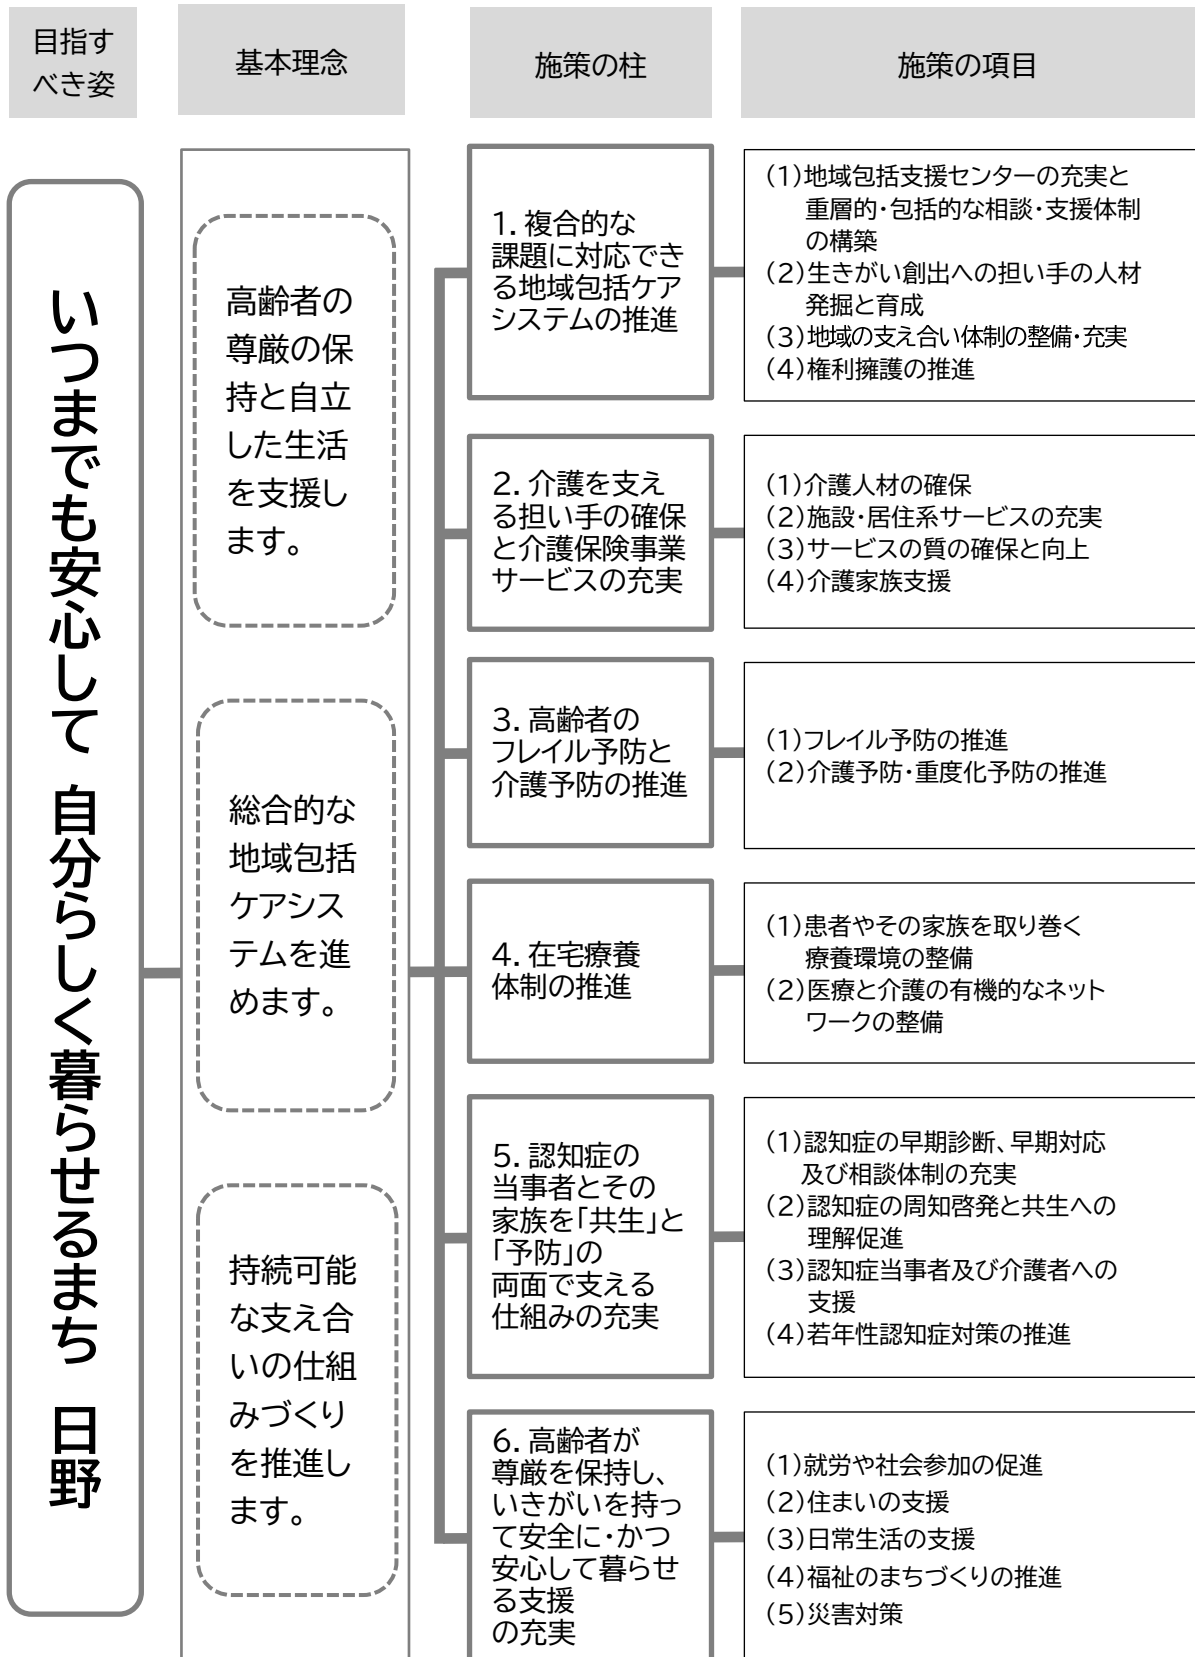 目指す
べき姿
基本理念
施策の柱
施策の項目
いつまでも安心して 自分らしく暮らせるまち 日野
高齢者の
尊厳の保
持と自立
した生活
を支援し
ます。
総合的な
地域包括
ケアシス
テムを進
めます。
持続可能
な支え合
いの仕組
みづくり
を推進し
ます。
1．複合的な
課題に対応でき
る地域包括ケア
システムの推進
(1)地域包括支援センターの充実と
重層的・包括的な相談・支援体制
の構築
(2)生きがい創出への担い手の人材
発掘と育成
(3)地域の支え合い体制の整備・充実
(4)権利擁護の推進
2．介護を支え
る担い手の確保
と介護保険事業
サービスの充実
(1)介護人材の確保
(2)施設・居住系サービスの充実
(3)サービスの質の確保と向上
(4)介護家族支援
3．高齢者の
フレイル予防と
介護予防の推進
(1)フレイル予防の推進
(2)介護予防・重度化予防の推進
4．在宅療養
体制の推進
(1)患者やその家族を取り巻く
療養環境の整備
(2)医療と介護の有機的なネット
ワークの整備
5．認知症の
当事者とその
家族を「共生」と
「予防」の
両面で支える
仕組みの充実
(1)認知症の早期診断、早期対応
及び相談体制の充実
(2)認知症の周知啓発と共生への
理解促進
(3)認知症当事者及び介護者への
支援
(4)若年性認知症対策の推進
6．高齢者が
尊厳を保持し、
いきがいを持っ
て安全に・かつ
安心して暮らせ
る支援
の充実
(1)就労や社会参加の促進
(2)住まいの支援
(3)日常生活の支援
(4)福祉のまちづくりの推進
(5)災害対策